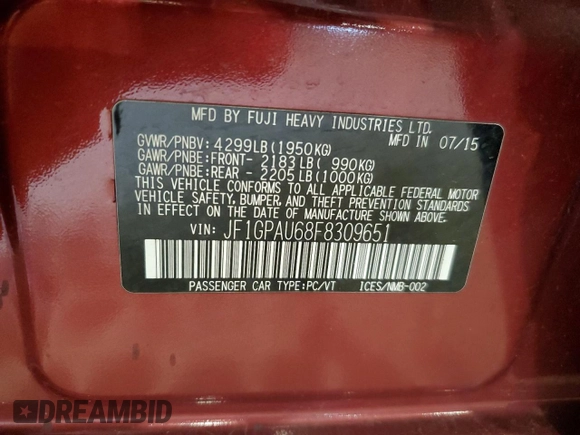 MFD BY FUJI HEAVY INDUSTRIES LTD.
GVWR/PNBV: 4299LB(1950KG) MFD IN 07/15
GAWR/PNBE:FRONT- 2183LB( 990KG)
GAWR/PNBE:REAR - 2205LB(1000KG)
THIS VEHICLE CONFORMS TO ALL APPLICABLE FEDERAL MOTOR
VEHICLE SAFETY, BUMPER, AND THEFT PREVENTION STANDARDS
IN EFFECT ON THE DATE OF MANUFACTURE SHOWN ABOVE.
VIN: JF1GPAU68F8309651
PASSENGER CAR TYPE:PC/VT ICES/NMB-002
DREAMBID